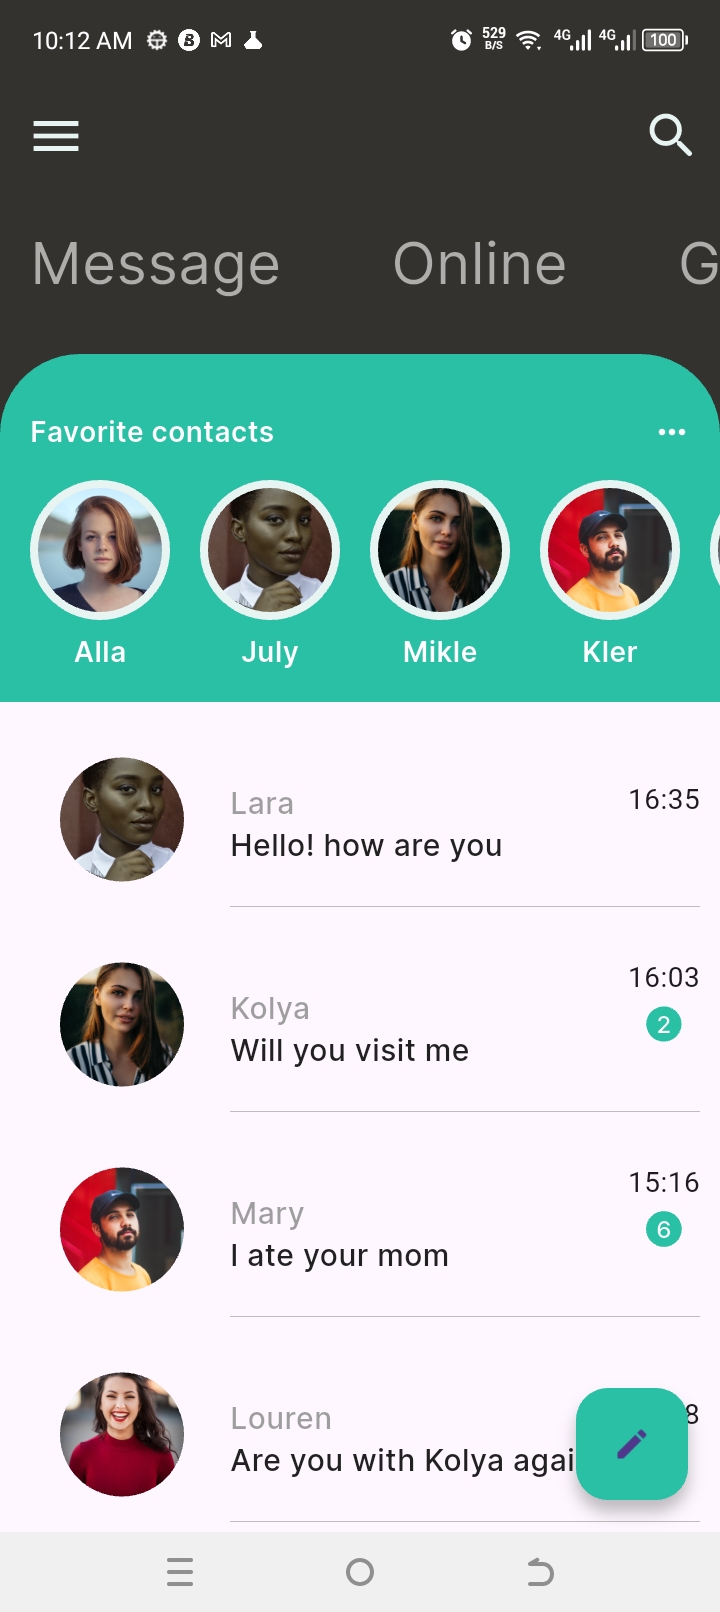 10:12 AM 529 B/S 4G 4G 100
Message Online G
Favorite contacts
Alla July Mikle Kler
Lara 16:35
Hello! how are you
Kolya 16:03
Will you visit me 2
Mary 15:16
I ate your mom 6
Louren 8
Are you with Kolya agai